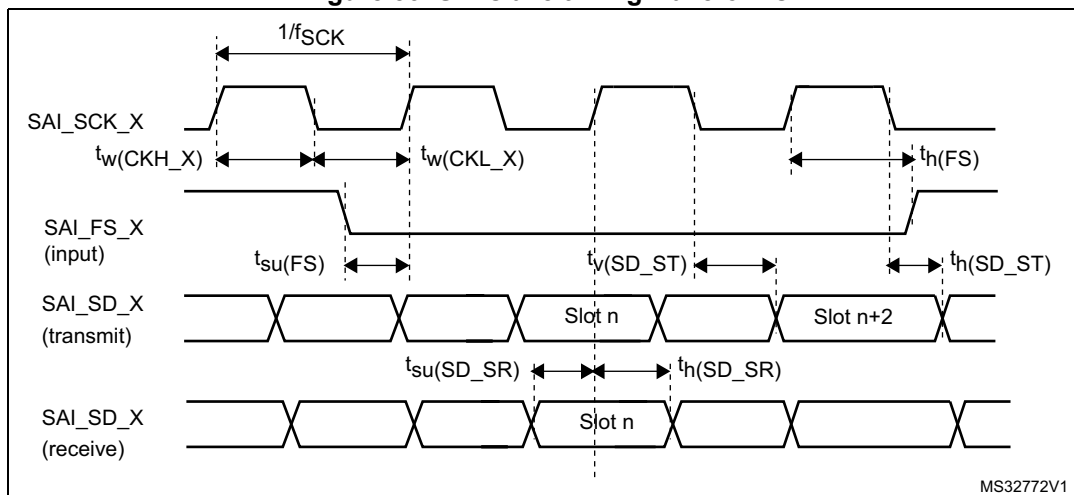 1/fSCK
SAI_SCK_X
tw(CKH_X)
tw(CKL_X)
th(FS)
SAI_FS_X
(input)
tsu(FS)
tv(SD_ST)
th(SD_ST)
SAI_SD_X
(transmit)
Slot n
Slot n+2
tsu(SD_SR)
th(SD_SR)
SAI_SD_X
(receive)
Slot n
MS32772V1